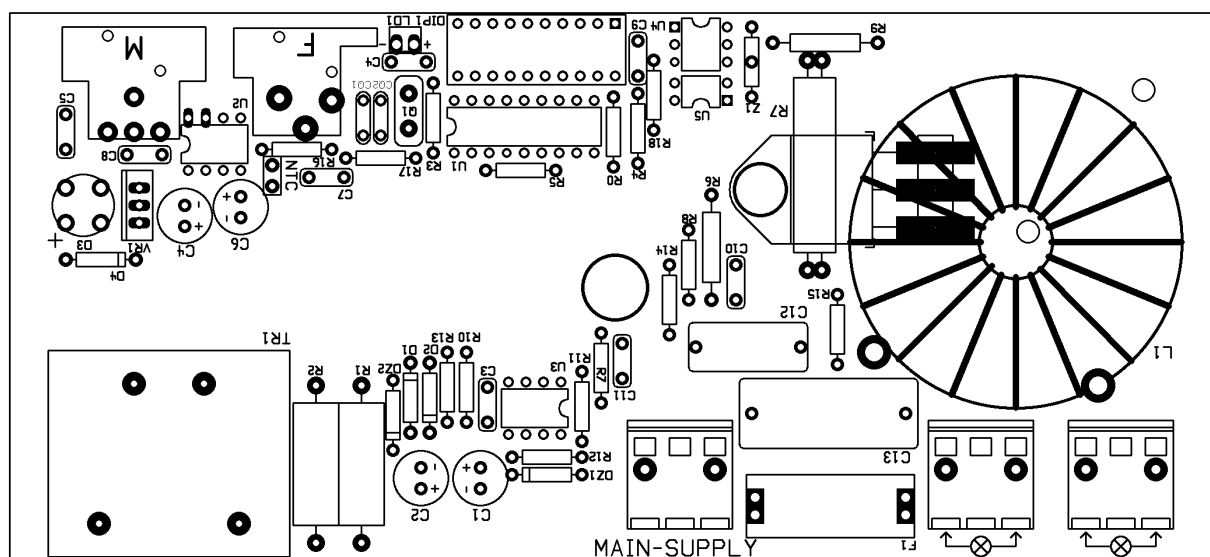 M
F
DIP1
LD1
-
+
C4
C9
U4
R9
C5
U2
CQ2
CQ1
Q1
Z1
R7
U5
C8
R16
R18
R3
U1
R17
NTC
R4
R0
R5
C7
R6
+
-
D3
VR1
C4
C6
+
-
D4
R8
R14
C10
R15
C12
TR1
R13
R10
D1
D2
U3
R11
R7
L1
R2
R1
DZ2
C3
C11
R12
C13
DZ1
-
+
-
+
C2
C1
F1
MAIN-SUPPLY